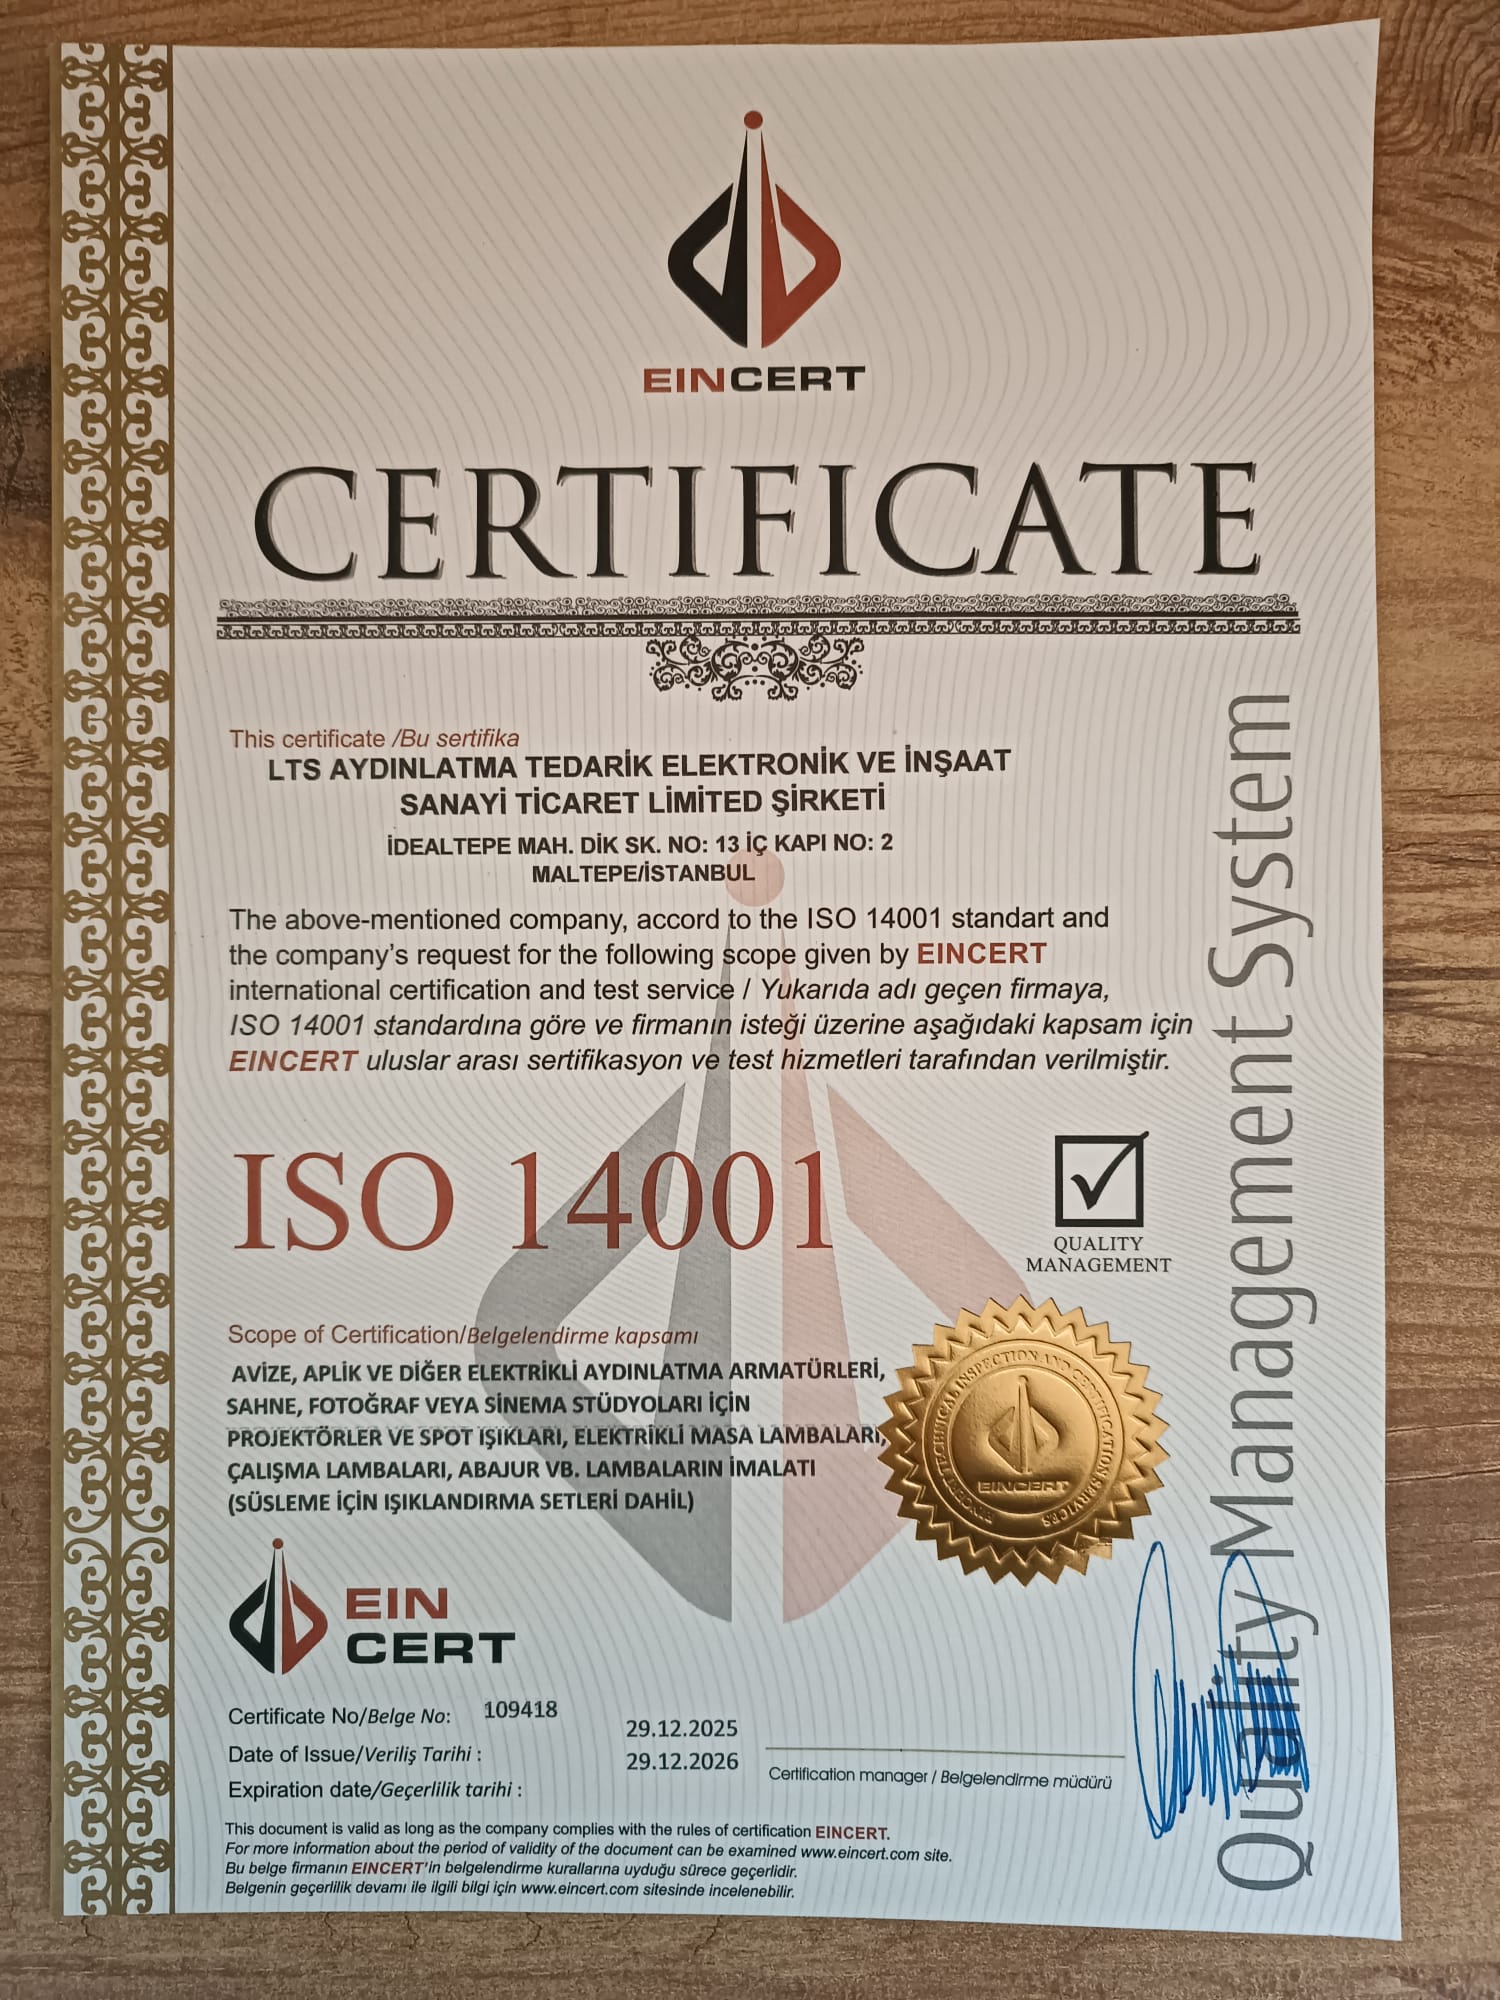 EINCERT
CERTIFICATE
This certificate /Bu sertifika
LTS AYDINLATMA TEDARİK ELEKTRONİK VE İNŞAAT
SANAYİ TİCARET LİMİTED ŞİRKETİ
İDEALTEPE MAH. DİK SK. NO: 13 İÇ KAPI NO: 2
MALTEPE/İSTANBUL
The above-mentioned company, accord to the ISO 14001 standart and
the company's request for the following scope given by EINCERT
international certification and test service / Yukarıda adı geçen firmaya,
ISO 14001 standardına göre ve firmanın isteği üzerine aşağıdaki kapsam için
EINCERT uluslar arası sertifikasyon ve test hizmetleri tarafından verilmiştir.
ISO 14001
QUALITY
MANAGEMENT
Scope of Certification/Belgelendirme kapsamı
AVİZE, APLİK VE DİĞER ELEKTRİKLİ AYDINLATMA ARMATÜRLERİ,
SAHNE, FOTOĞRAF VEYA SİNEMA STÜDYOLARI İÇİN
PROJEKTÖRLER VE SPOT IŞIKLARI, ELEKTRİKLİ MASA LAMBALARI,
ÇALIŞMA LAMBALARI, ABAJUR VB. LAMBALARIN İMALATI
(SÜSLEME İÇİN IŞIKLANDIRMA SETLERİ DAHİL)
EINCERT TECHNICAL INSPECTION AND CERTIFICATION SERVICES
EINCERT
EIN
CERT
Certificate No/Belge No: 109418
Date of Issue/Veriliş Tarihi : 29.12.2025
Expiration date/Geçerlilik tarihi : 29.12.2026
Certification manager / Belgelendirme müdürü
This document is valid as long as the company complies with the rules of certification EINCERT.
For more information about the period of validity of the document can be examined www.eincert.com site.
Bu belge firmanın EINCERT'in belgelendirme kurallarına uyduğu sürece geçerlidir.
Belgenin geçerlilik devamı ile ilgili bilgi için www.eincert.com sitesinde incelenebilir.
Quality Management System